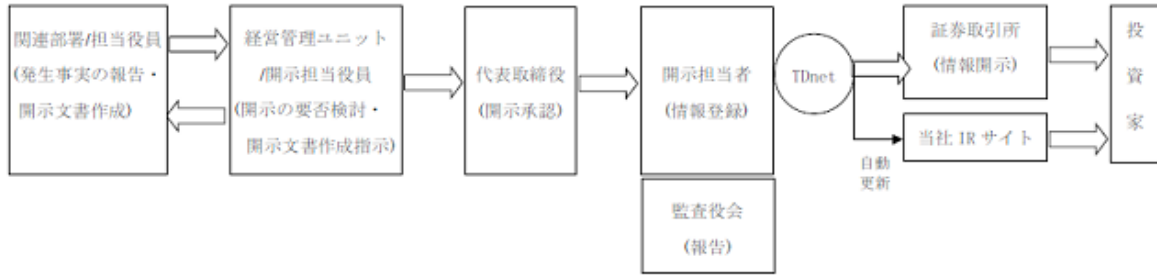 関連部署/担当役員
(発生事実の報告・
開示文書作成)
経営管理ユニット
/開示担当役員
(開示の要否検討・
開示文書作成指示)
代表取締役
(開示承認)
開示担当者
(情報登録)
監査役会
(報告)
TDnet
証券取引所
(情報開示)
自動
更新
当社 IR サイト
投
資
家